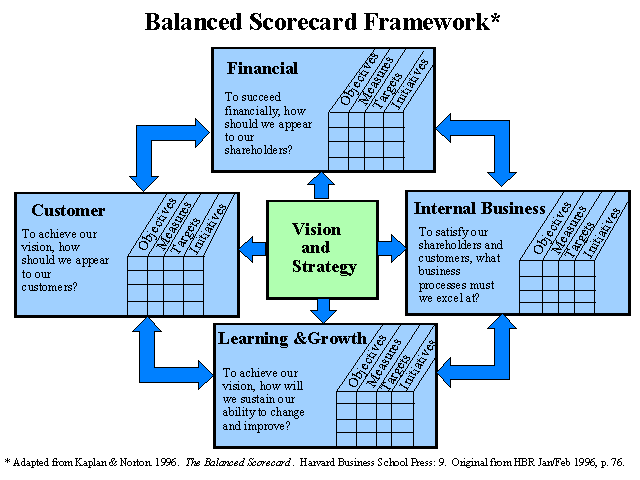 Balanced Scorecard Framework*
Financial
To succeed
financially, how
should we appear
to our
shareholders?
Objectives
Measures
Targets
Initiatives
Customer
To achieve our
vision, how
should we appear
to our
customers?
Objectives
Measures
Targets
Initiatives
Vision
and
Strategy
Internal Business
To satisfy our
shareholders and
customers, what
business
processes must
we excel at?
Objectives
Measures
Targets
Initiatives
Learning &Growth
To achieve our
vision, how will
we sustain our
ability to change
and improve?
Objectives
Measures
Targets
Initiatives
* Adapted from Kaplan & Norton. 1996. The Balanced Scorecard. Harvard Business School Press: 9. Original from HBR Jan/Feb 1996, p. 76.